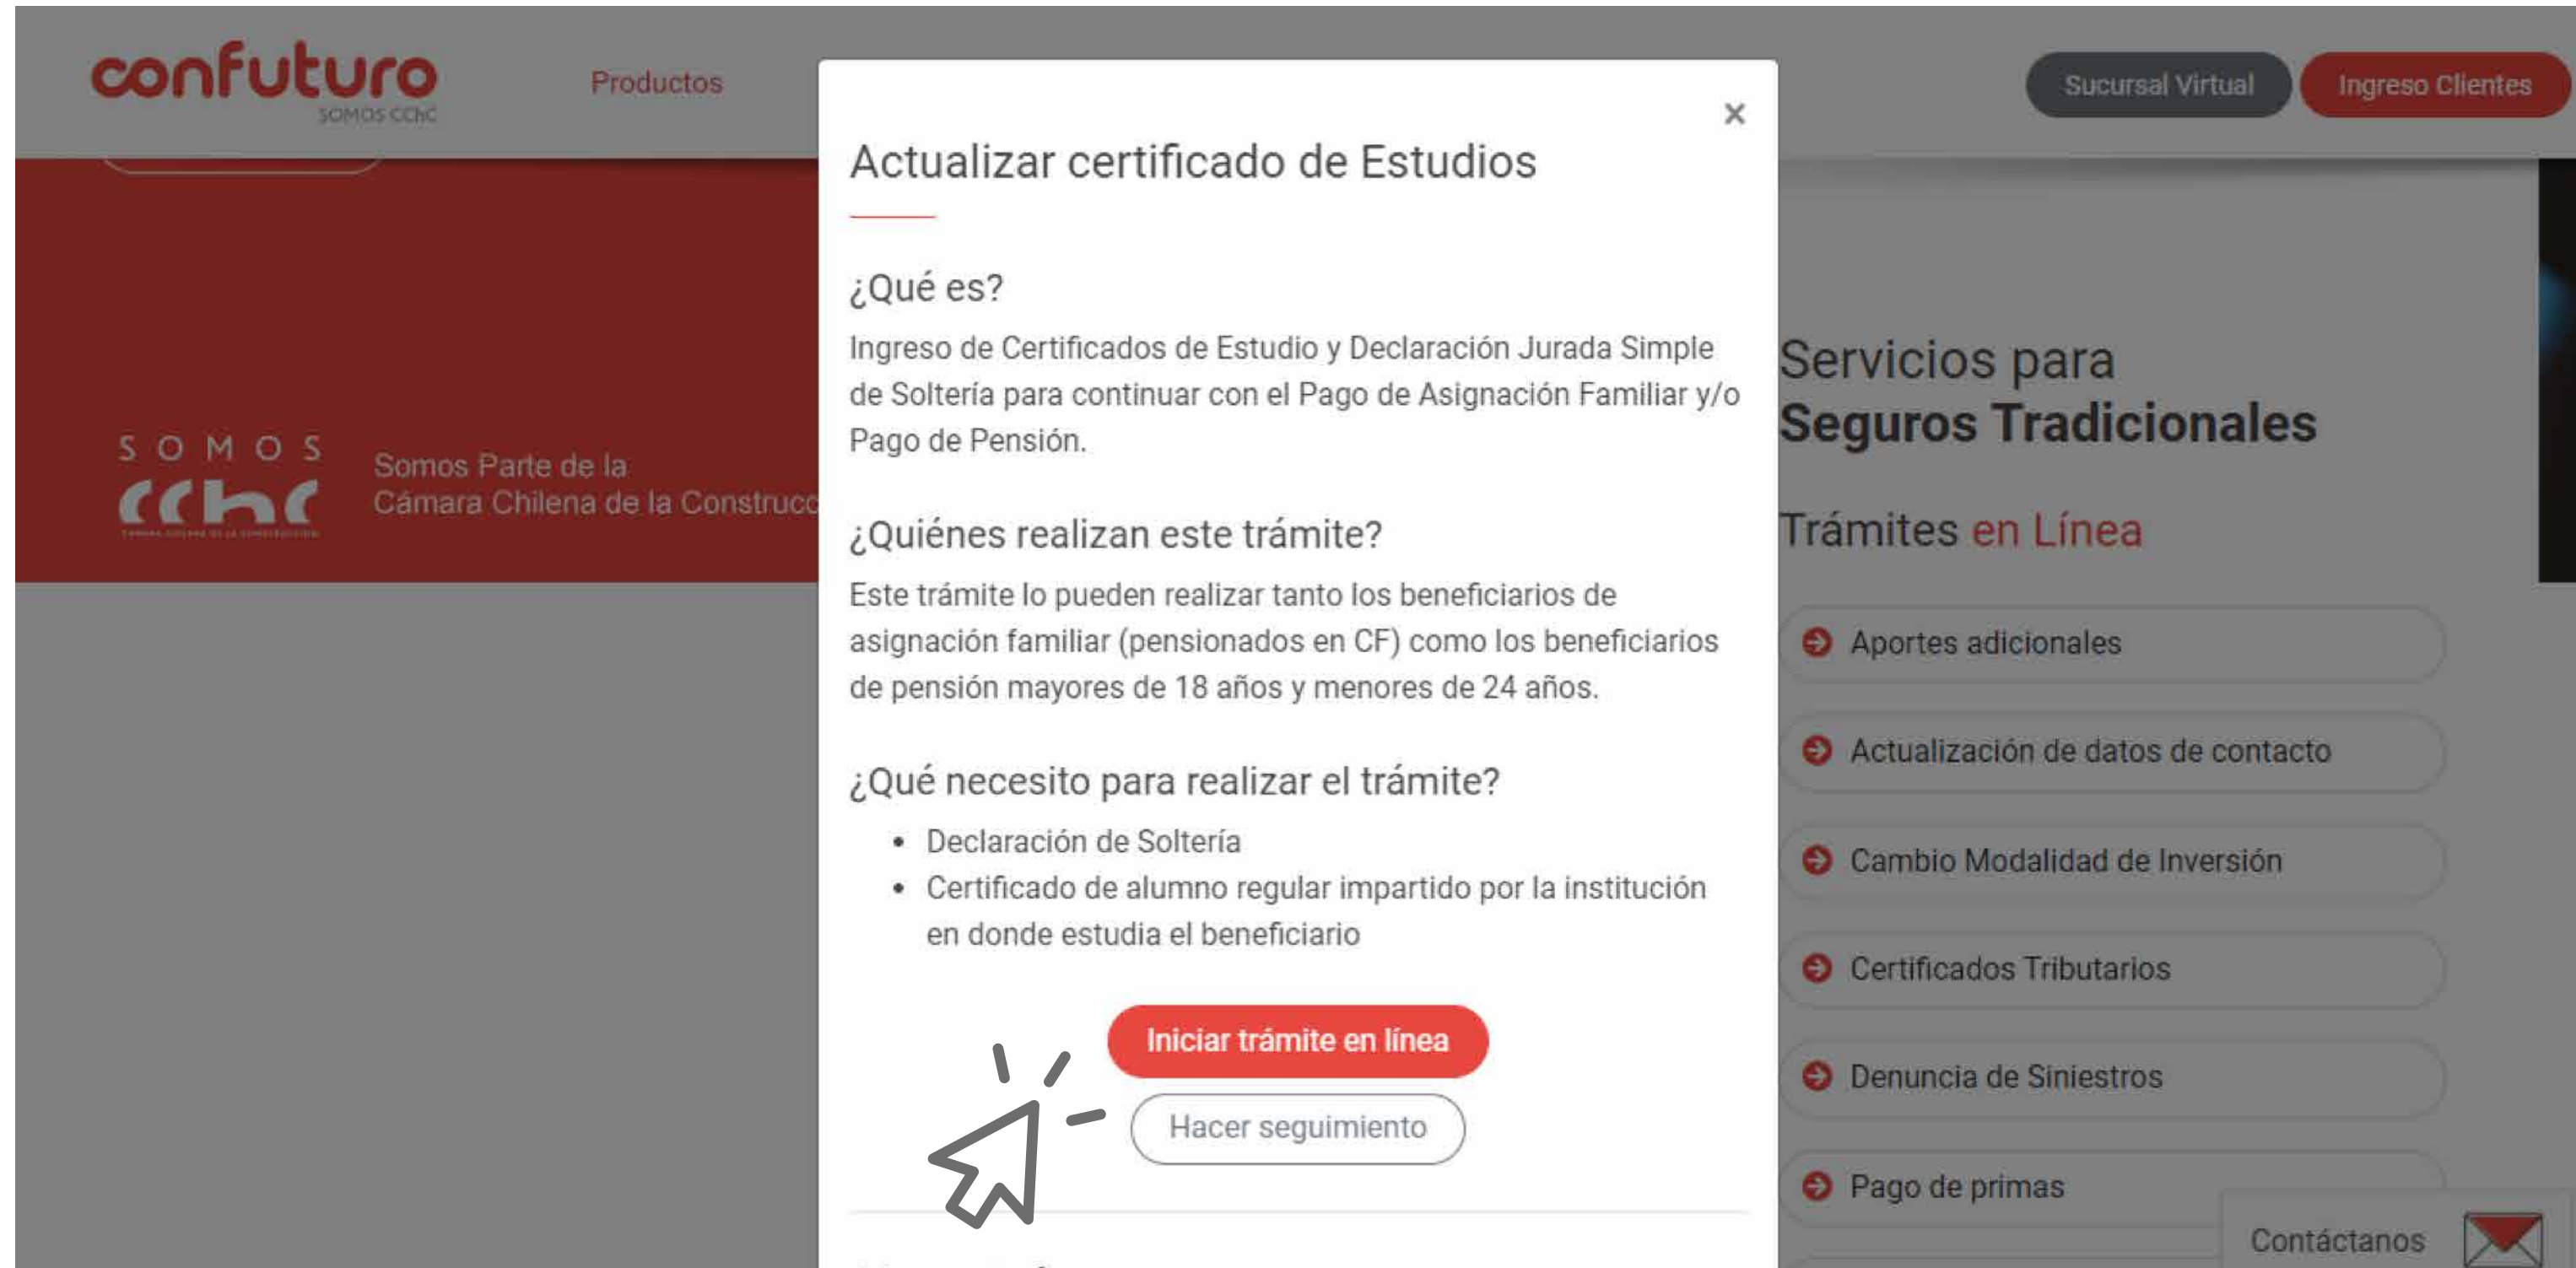 confuturo
SOMOS CChC
Productos
Sucursal Virtual
Ingreso Clientes
×
Actualizar certificado de Estudios
¿Qué es?
Ingreso de Certificados de Estudio y Declaración Jurada Simple
de Soltería para continuar con el Pago de Asignación Familiar y/o
Pago de Pensión.
¿Quiénes realizan este trámite?
Este trámite lo pueden realizar tanto los beneficiarios de
asignación familiar (pensionados en CF) como los beneficiarios
de pensión mayores de 18 años y menores de 24 años.
¿Qué necesito para realizar el trámite?
• Declaración de Soltería
• Certificado de alumno regular impartido por la institución
en donde estudia el beneficiario
Iniciar trámite en línea
Hacer seguimiento
SOMOS
cchc
CÁMARA CHILENA DE LA CONSTRUCCIÓN
Somos Parte de la
Cámara Chilena de la Construcc
Servicios para
Seguros Tradicionales
Trámites en Línea
Aportes adicionales
Actualización de datos de contacto
Cambio Modalidad de Inversión
Certificados Tributarios
Denuncia de Siniestros
Pago de primas
Contáctanos